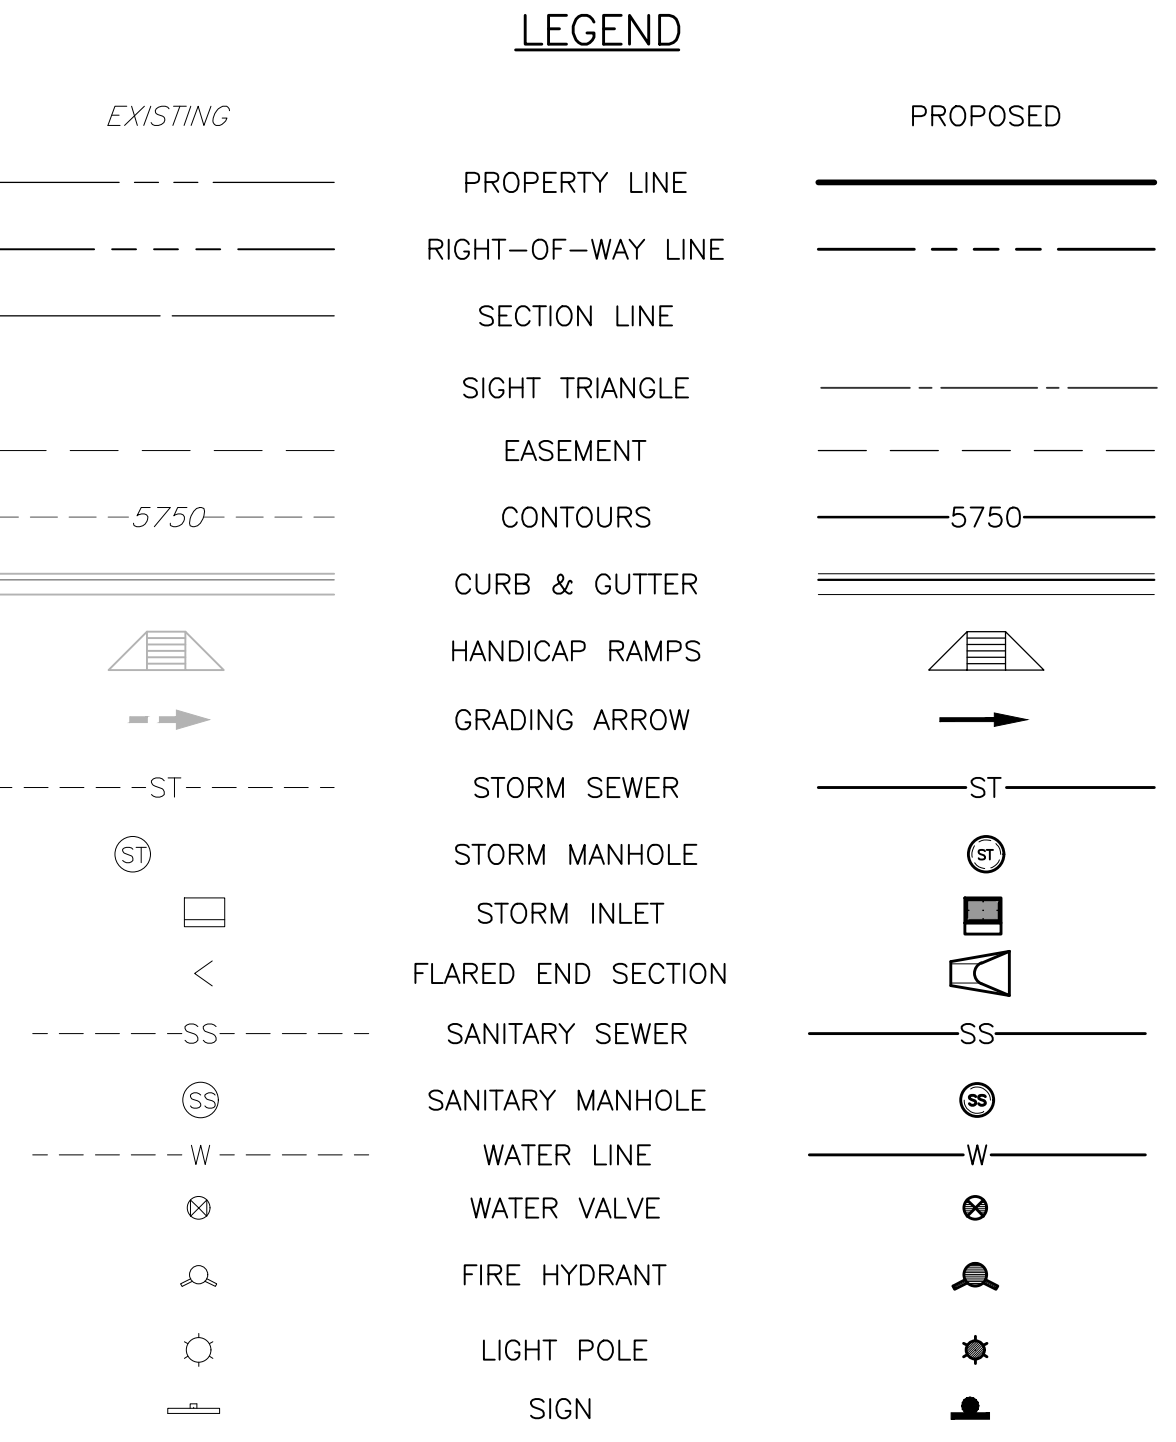 LEGEND
EXISTING PROPOSED
PROPERTY LINE
RIGHT-OF-WAY LINE
SECTION LINE
SIGHT TRIANGLE
EASEMENT
5750 CONTOURS 5750
CURB & GUTTER
HANDICAP RAMPS
GRADING ARROW
ST STORM SEWER ST
ST STORM MANHOLE ST
STORM INLET
FLARED END SECTION
SS SANITARY SEWER SS
SS SANITARY MANHOLE SS
W WATER LINE W
WATER VALVE
FIRE HYDRANT
LIGHT POLE
SIGN